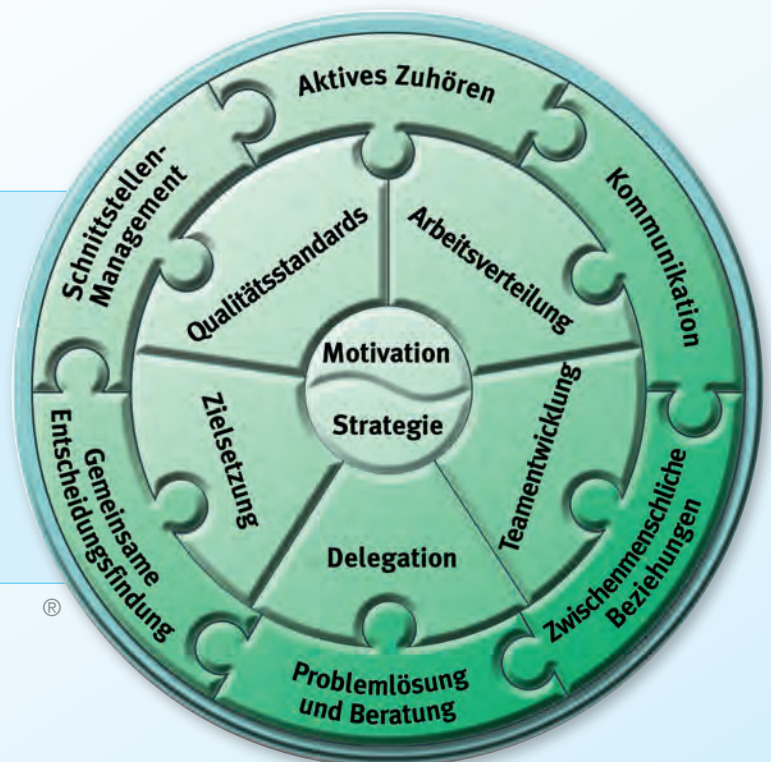 Aktives Zuhören
Kommunikation
Zwischenmenschliche
Beziehungen
Problemlösung
und Beratung
Gemeinsame
Entscheidungsfindung
Schnittstellen-
Management
Qualitätsstandards
Arbeitsverteilung
Teamentwicklung
Delegation
Zielsetzung
Motivation
Strategie
®